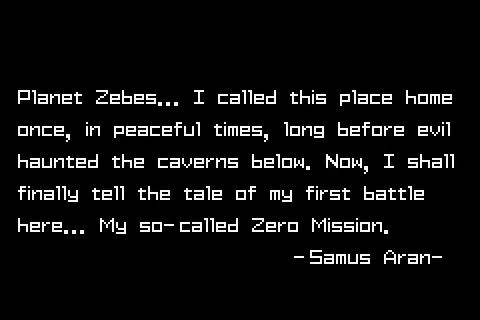 Planet Zebes... I called this place home
once, in peaceful times, long before evil
haunted the caverns below. Now, I shall
finally tell the tale of my first battle
here... My so-called Zero Mission.
-Samus Aran-